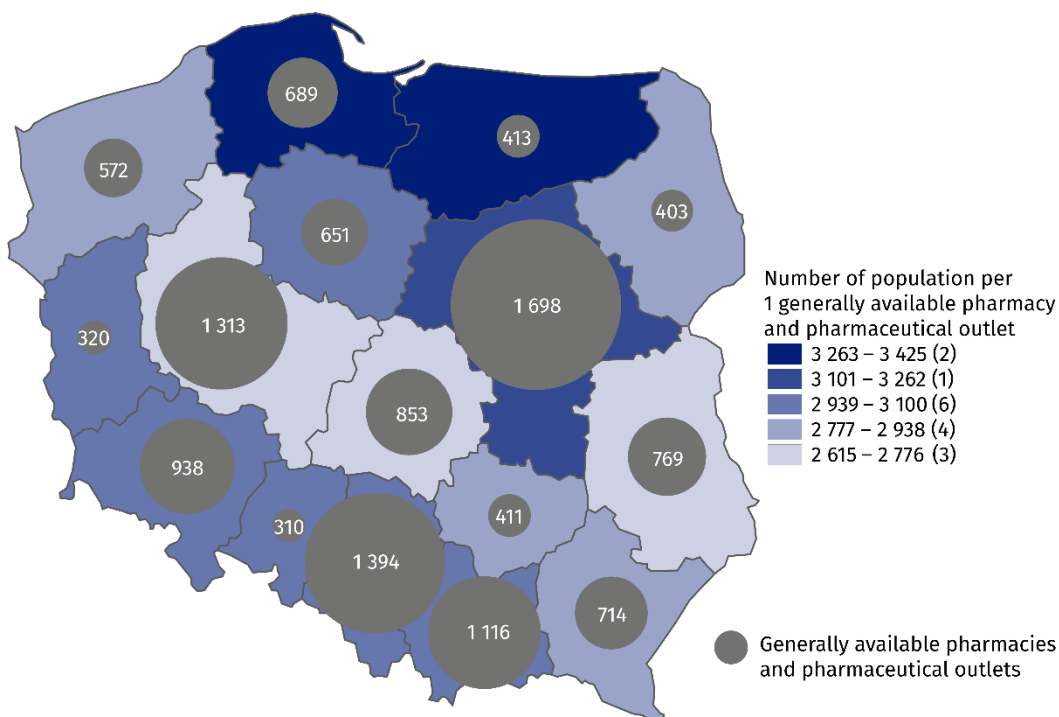 689
413
572
403
651
1 698
1 313
320
853
769
938
411
310
1 394
714
1 116
Number of population per
1 generally available pharmacy
and pharmaceutical outlet
3 263 – 3 425 (2)
3 101 – 3 262 (1)
2 939 – 3 100 (6)
2 777 – 2 938 (4)
2 615 – 2 776 (3)
Generally available pharmacies
and pharmaceutical outlets